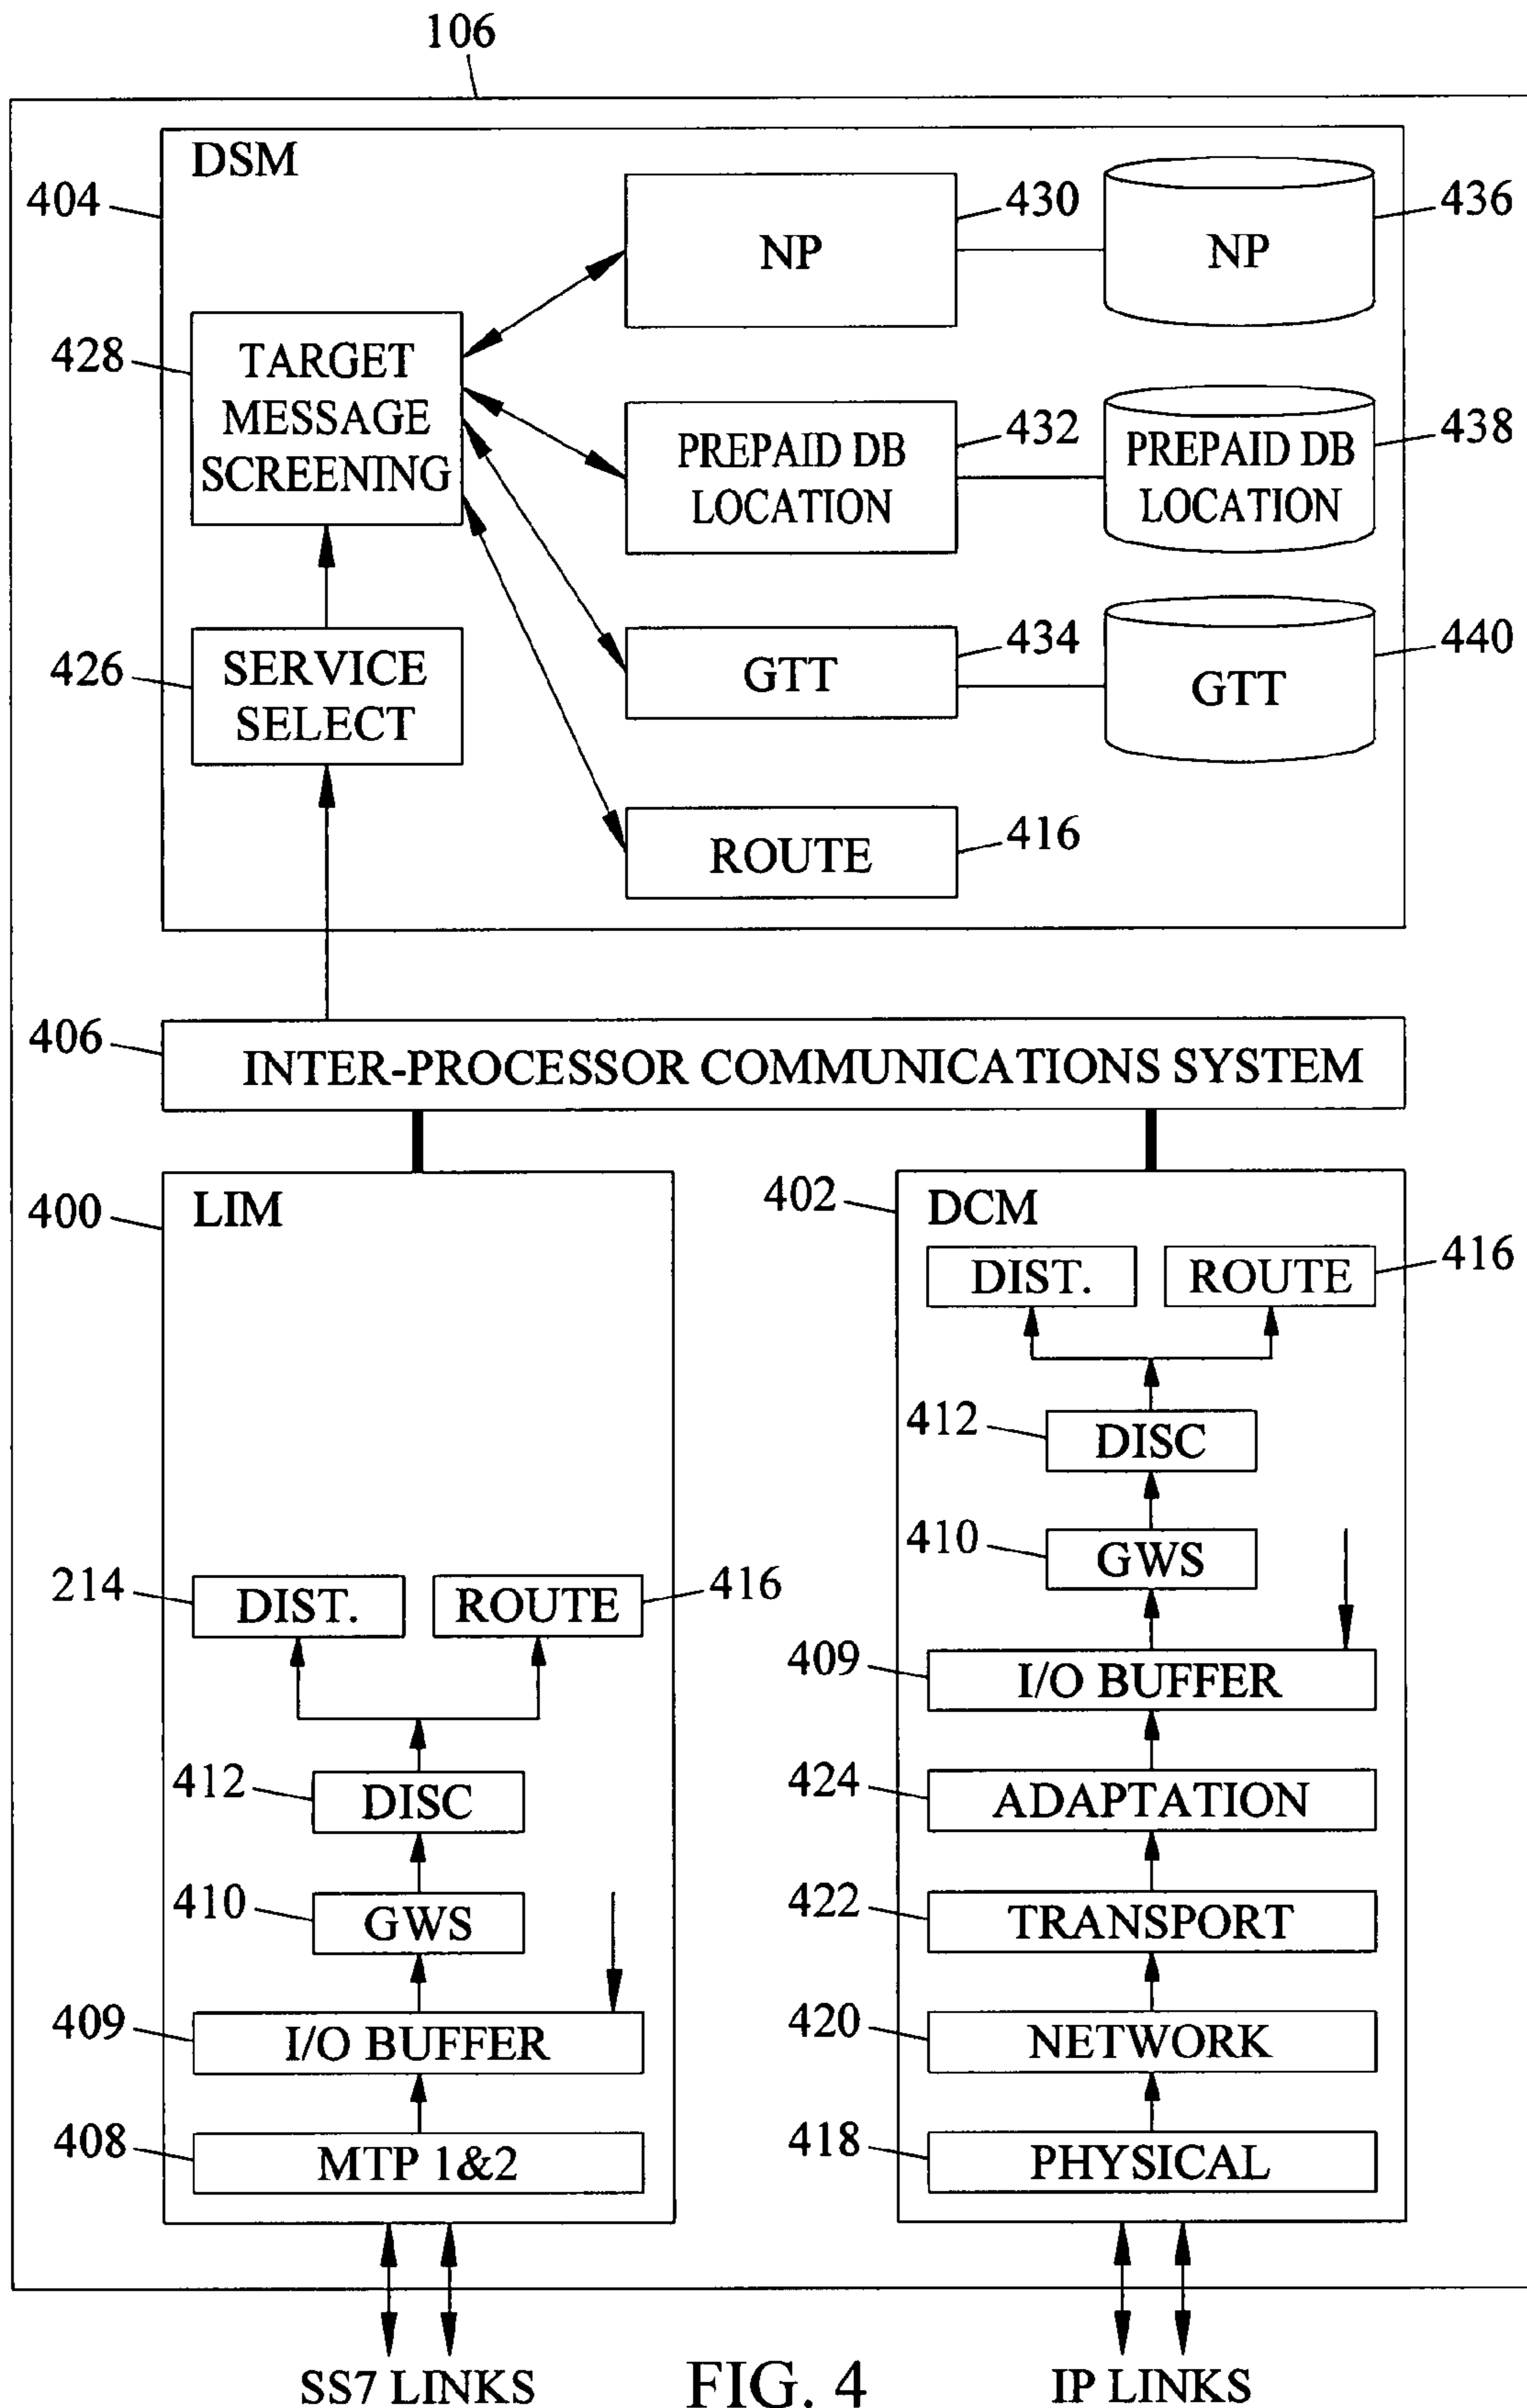 106
DSM
404
430
436
NP
NP
428
TARGET
MESSAGE
SCREENING
432
438
PREPAID DB
LOCATION
PREPAID DB
LOCATION
426
SERVICE
SELECT
434
440
GTT
GTT
416
ROUTE
406
INTER-PROCESSOR COMMUNICATIONS SYSTEM
400
LIM
402
DCM
416
DIST.
ROUTE
412
DISC
410
GWS
214
DIST.
ROUTE
416
409
I/O BUFFER
412
DISC
424
ADAPTATION
410
GWS
422
TRANSPORT
409
I/O BUFFER
420
NETWORK
408
MTP 1&2
418
PHYSICAL
SS7 LINKS
FIG. 4
IP LINKS